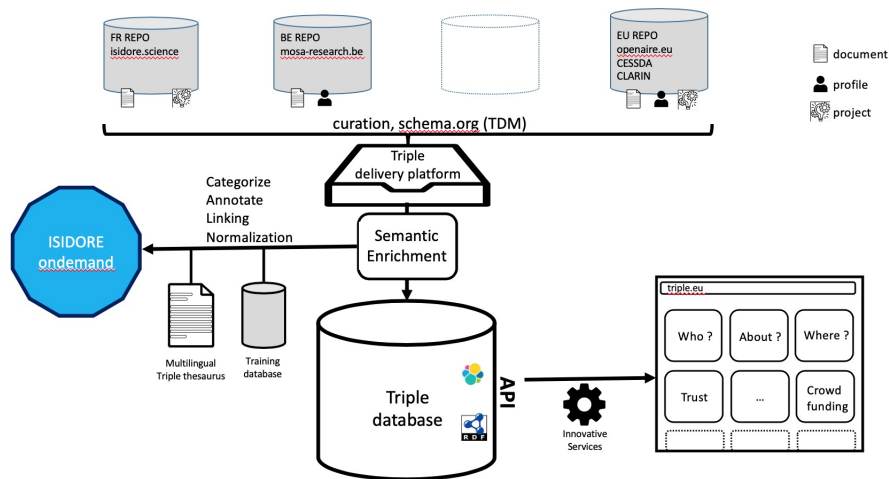 FR REPO
isidore.science
BE REPO
mosa-research.be
EU REPO
openaire.eu
CESSDA
CLARIN
document
profile
project
curation, schema.org (TDM)
Triple
delivery platform
Categorize
Annotate
Linking
Normalization
ISIDORE
ondemand
Semantic
Enrichment
Multilingual
Triple thesaurus
Training
database
Triple
database
RDF
API
Innovative
Services
triple.eu
Who ?
About ?
Where ?
Trust
...
Crowd
funding